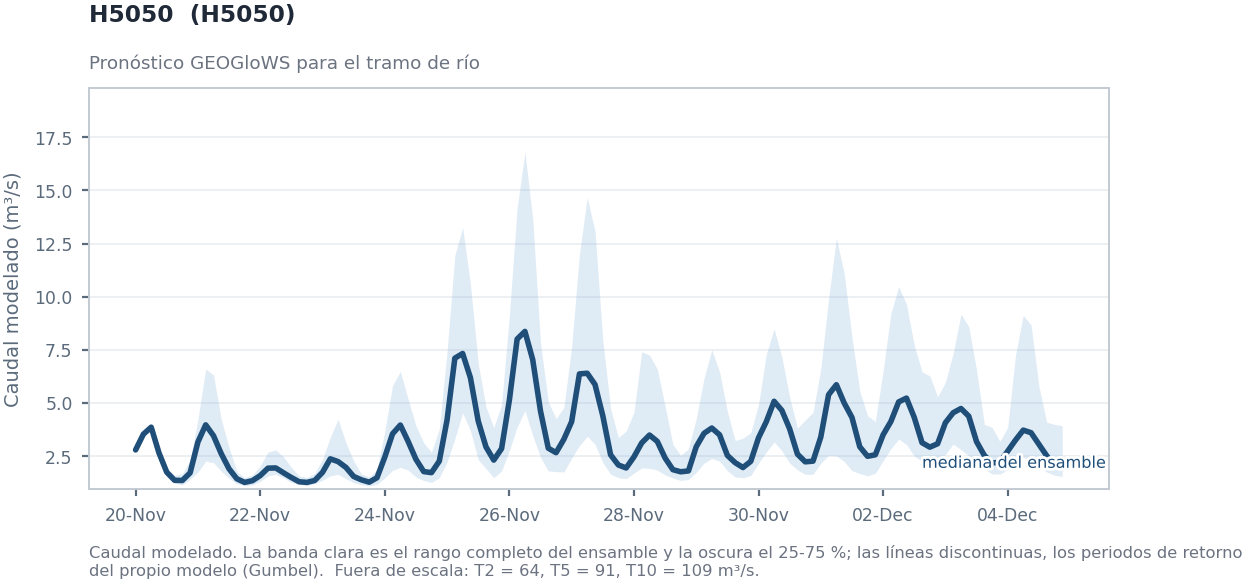 H5050  (H5050)
Pronóstico GEOGloWS para el tramo de río
Caudal modelado (m³/s)
17.5
15.0
12.5
10.0
7.5
5.0
2.5
mediana del ensamble
20-Nov 22-Nov 24-Nov 26-Nov 28-Nov 30-Nov 02-Dec 04-Dec
Caudal modelado. La banda clara es el rango completo del ensamble y la oscura el 25-75 %; las líneas discontinuas, los periodos de retorno
del propio modelo (Gumbel).  Fuera de escala: T2 = 64, T5 = 91, T10 = 109 m³/s.